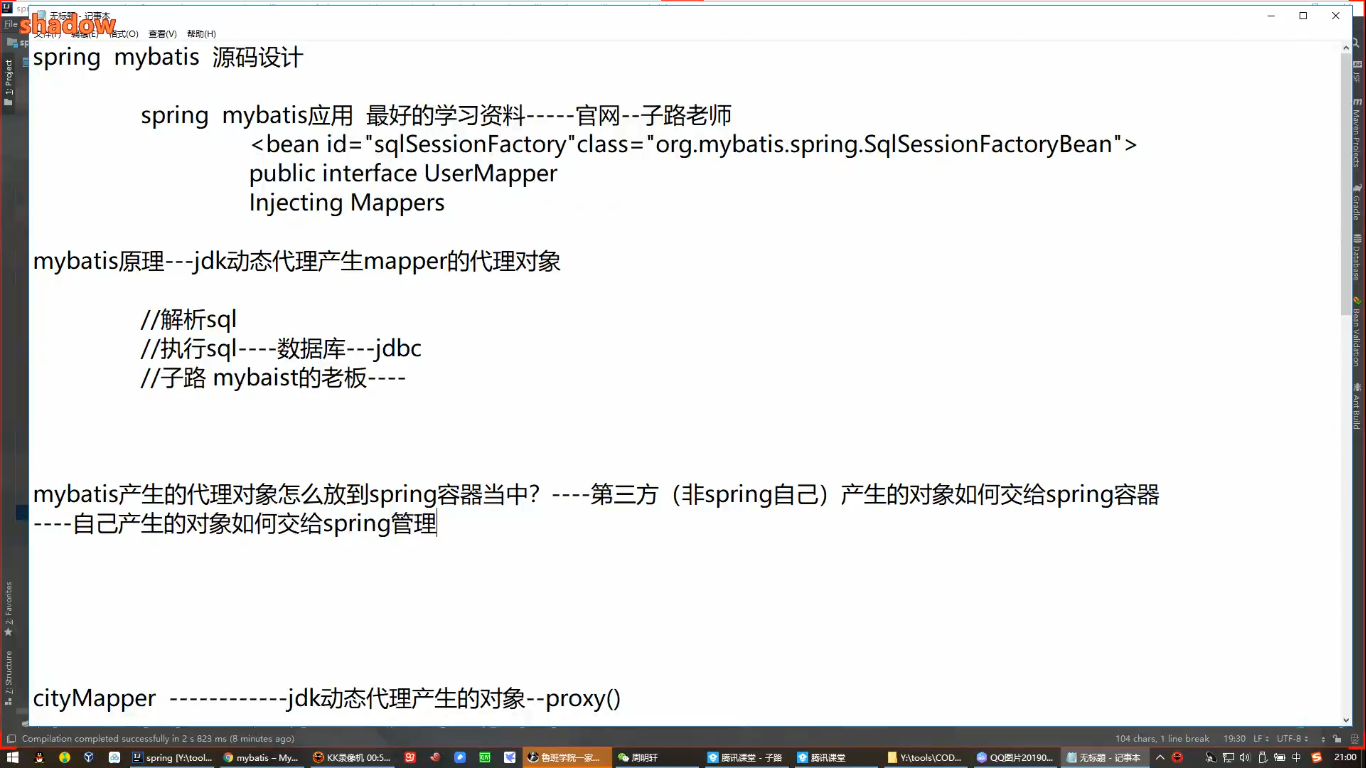 shadow
无标题 - 记事本
编辑(E) 格式(O) 查看(V) 帮助(H)
spring mybatis 源码设计
spring mybatis应用 最好的学习资料-----官网--子路老师
<bean id="sqlSessionFactory"class="org.mybatis.spring.SqlSessionFactoryBean">
public interface UserMapper
Injecting Mappers
mybatis原理---jdk动态代理产生mapper的代理对象
//解析sql
//执行sql----数据库---jdbc
//子路 mybaist的老板----
mybatis产生的代理对象怎么放到spring容器当中？----第三方（非spring自己）产生的对象如何交给spring容器
----自己产生的对象如何交给spring管理
cityMapper ------------jdk动态代理产生的对象--proxy()
1: Project
2: Favorites
7: Structure
Maven Projects
Gradle
Database
Bean Validation
Ant Build
Compilation completed successfully in 2 s 823 ms (8 minutes ago)
104 chars, 1 line break 19:30 LF UTF-8
spring [Y:\tool... mybatis – My... KK录像机 00:5... 鲁班学院一家... 周明轩 腾讯课堂 - 子路 腾讯课堂 Y:\tools\COD... QQ图片20190... 无标题 - 记事本 中 21:00